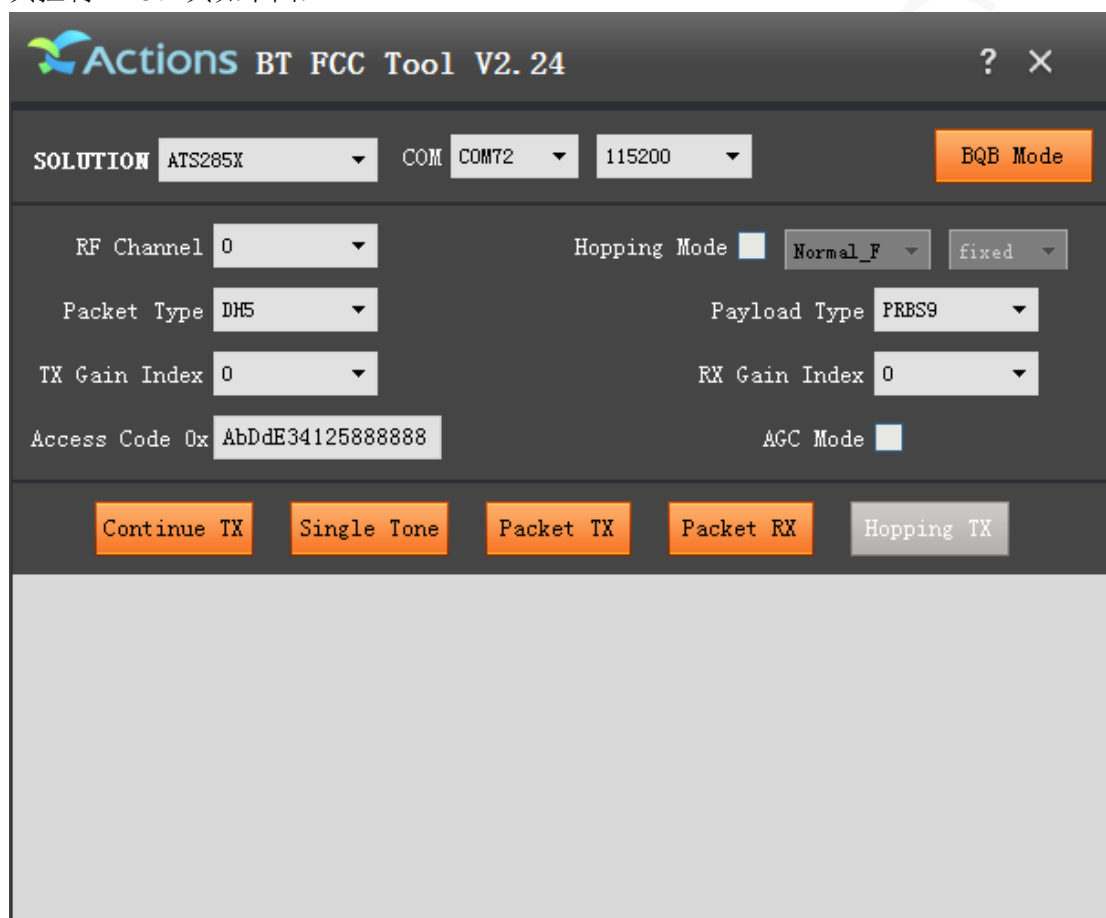 Actions BT FCC Tool V2.24 ? ×
SOLUTION ATS285X COM COM72 115200 BQB Mode
RF Channel 0 Hopping Mode Normal_F fixed
Packet Type DH5 Payload Type PRBS9
TX Gain Index 0 RX Gain Index 0
Access Code 0x AbDdE34125888888 AGC Mode
Continue TX Single Tone Packet TX Packet RX Hopping TX